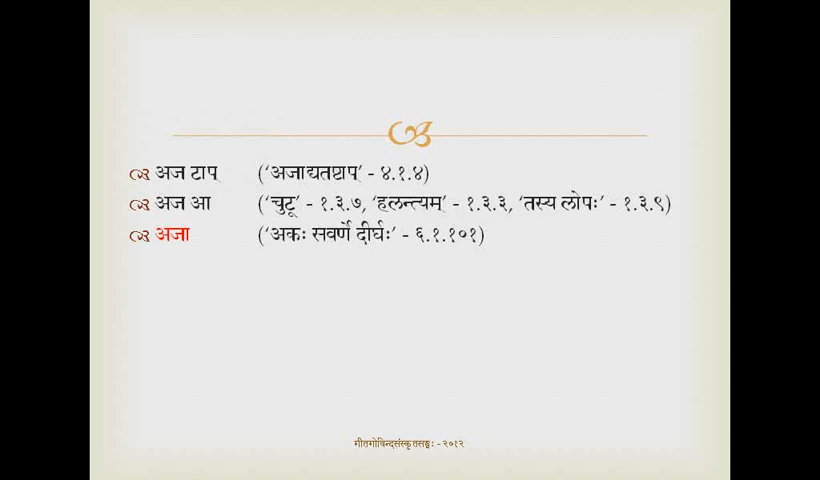 अज टाप् ('अजाद्यतष्टाप्' - ४.१.४)
अज आ ('चुटू' - १.३.७, 'हलन्त्यम्' - १.३.३, 'तस्य लोपः' - १.३.९)
अजा ('अकः सवर्णे दीर्घः' - ६.१.१०१)
गीतगोविन्दसंस्कृतसङ्घः - २०१२